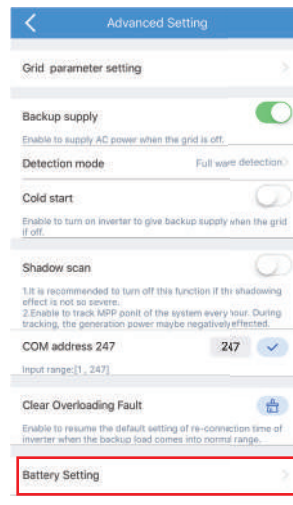 Advanced Setting
Grid parameter setting
Backup supply
Enable to supply AC power when the grid is off.
Detection mode
Full wave detection
Cold start
Enable to turn on inverter to give backup supply when the grid
if off.
Shadow scan
1.It is recommended to turn off this function if the shadowing
effect is not so severe.
2.Enable to track MPP ponit of the system every hour. During
tracking, the generation power maybe negatively effected.
COM address 247
247
Input range:[1 , 247]
Clear Overloading Fault
Enable to resume the default setting of re-connection time of
inverter when the backup load comes into normal range.
Battery Setting